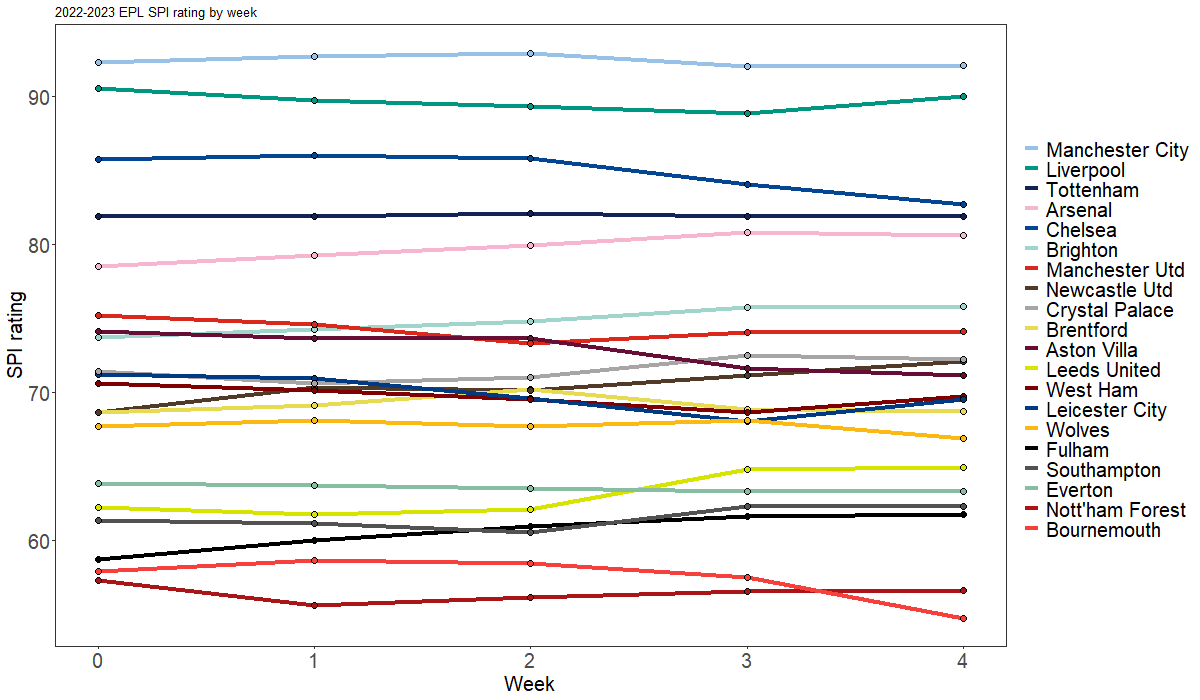 2022-2023 EPL SPI rating by week
90
80
70
60
SPI rating
0 1 2 3 4
Week
Manchester City
Liverpool
Tottenham
Arsenal
Chelsea
Brighton
Manchester Utd
Newcastle Utd
Crystal Palace
Brentford
Aston Villa
Leeds United
West Ham
Leicester City
Wolves
Fulham
Southampton
Everton
Nott'ham Forest
Bournemouth